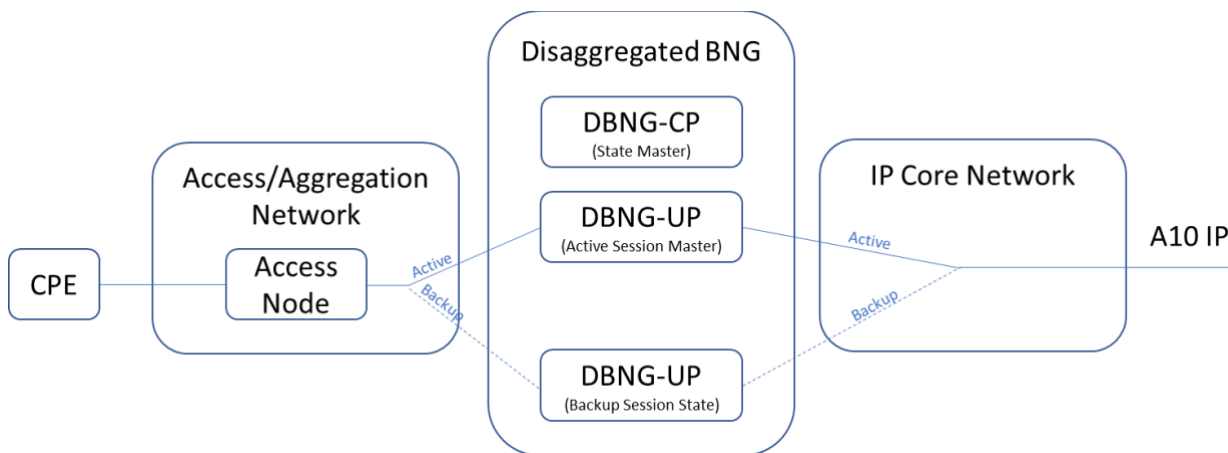 Disaggregated BNG
DBNG-CP
(State Master)
Access/Aggregation
Network
IP Core Network
DBNG-UP
(Active Session Master)
Active
Active
A10 IP
CPE
Access
Node
Backup
Backup
DBNG-UP
(Backup Session State)